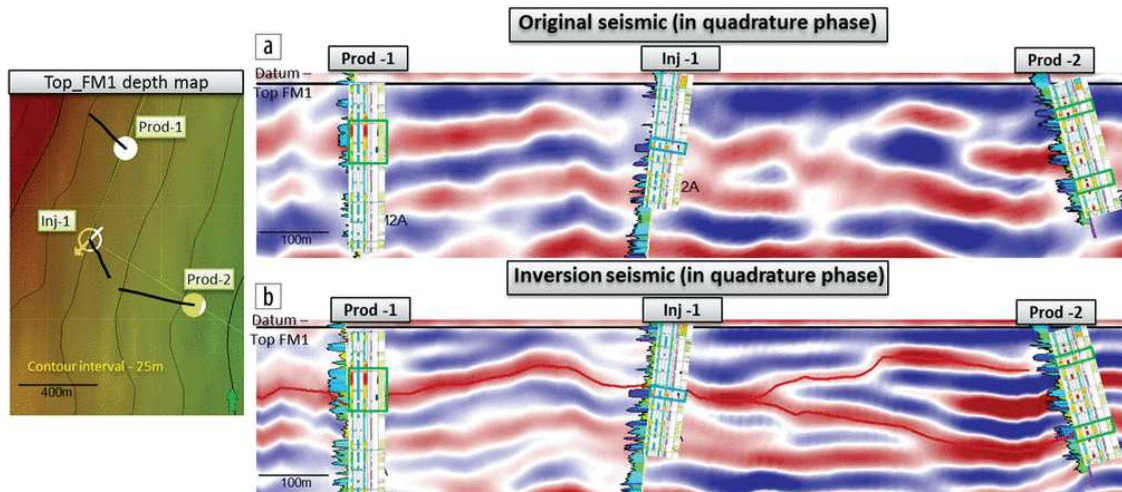 Original seismic (in quadrature phase)
a
Prod -1
Inj -1
Prod -2
Datum –
Top FM1
2A
M2A
100m
Top_FM1 depth map
Prod-1
Inj-1
Prod-2
Contour interval - 25m
400m
Inversion seismic (in quadrature phase)
b
Prod -1
Inj -1
Prod -2
Datum –
Top FM1
100m